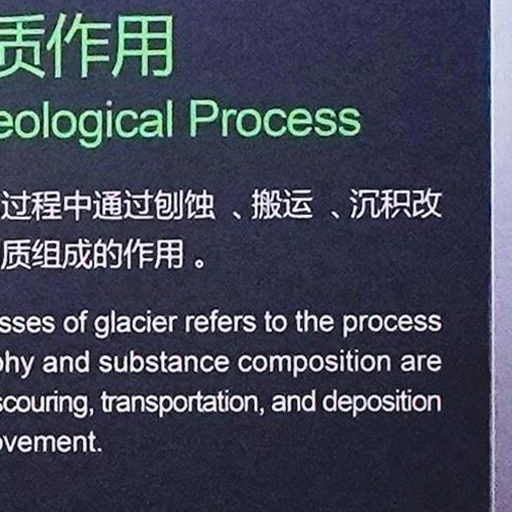 质作用
eological Process
过程中通过刨蚀、搬运、沉积改
质组成的作用。
sses of glacier refers to the process
hy and substance composition are
scouring, transportation, and deposition
ovement.